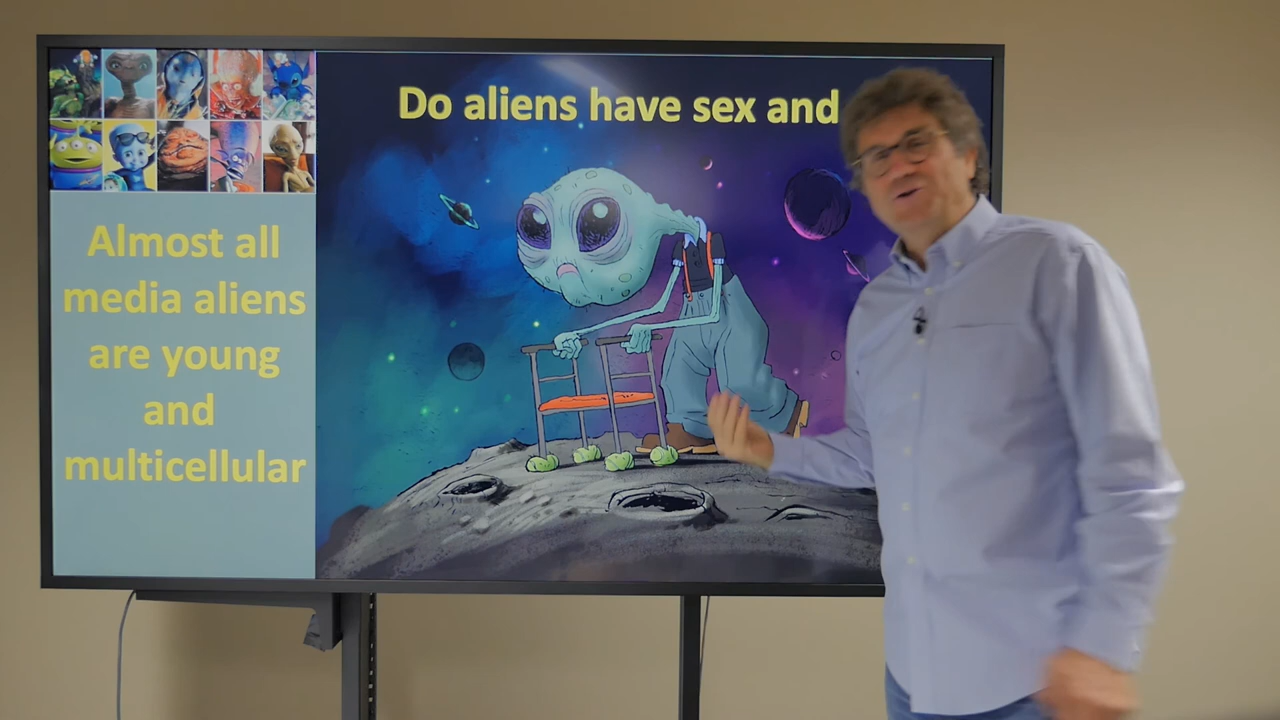 Do aliens have sex and
Almost all
media aliens
are young
and
multicellular